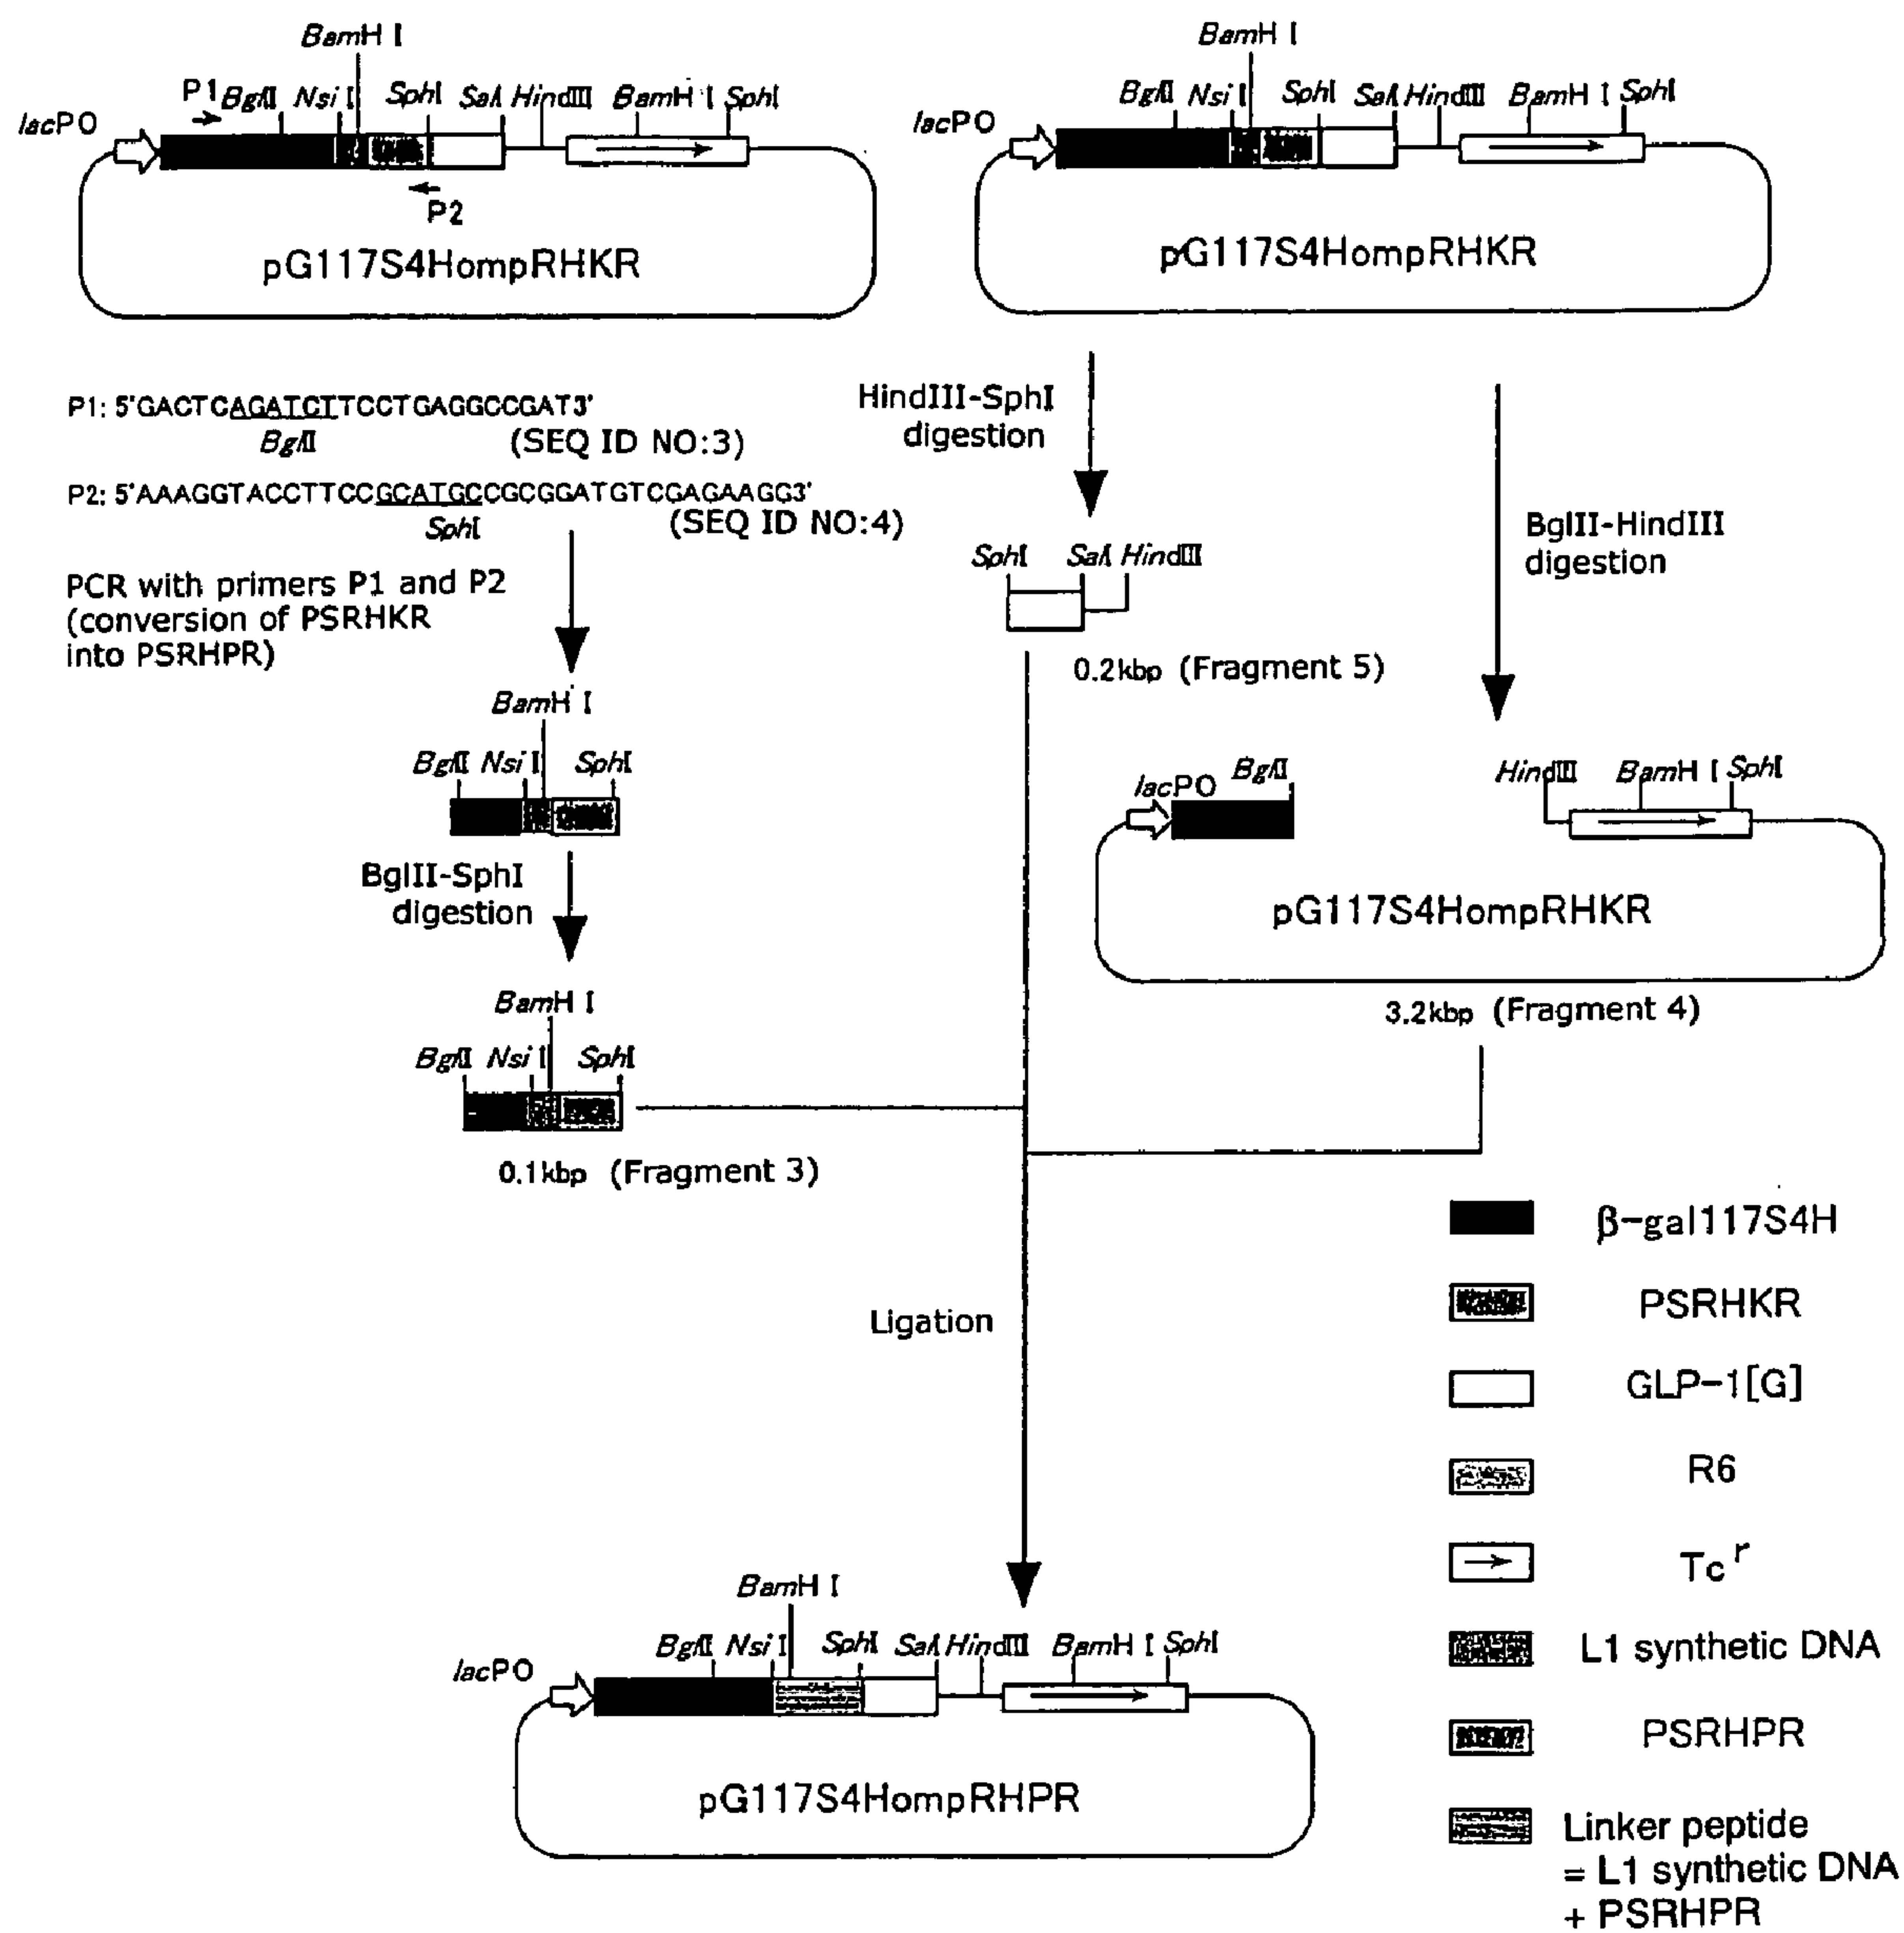 BamH I
P1 BglII NsiI SphI SalI HindIII BamH I SphI
lacPO
P2
pG117S4HompRHKR
BamH I
BglII NsiI SphI SalI HindIII BamH I SphI
lacPO
pG117S4HompRHKR
P1: 5'GACTCAGATCTTCCTGAGGCCGAT3'
BglII (SEQ ID NO:3)
P2: 5'AAAGGTACCTTCCGCATGCCGCGGATGTCGAGAAGG3'
SphI (SEQ ID NO:4)
PCR with primers P1 and P2
(conversion of PSRHKR
into PSRHPR)
BamH I
BglII NsiI SphI
BglII-SphI
digestion
BamH I
BglII NsiI SphI
0.1kbp (Fragment 3)
HindIII-SphI
digestion
SphI SalI HindIII
0.2kbp (Fragment 5)
BglII-HindIII
digestion
lacPO BglII HindIII BamH I SphI
pG117S4HompRHKR
3.2kbp (Fragment 4)
Ligation
BamH I
BglII NsiI SphI SalI HindIII BamH I SphI
lacPO
pG117S4HompRHPR
β-gal117S4H
PSRHKR
GLP-1[G]
R6
Tc r
L1 synthetic DNA
PSRHPR
Linker peptide
= L1 synthetic DNA
+ PSRHPR